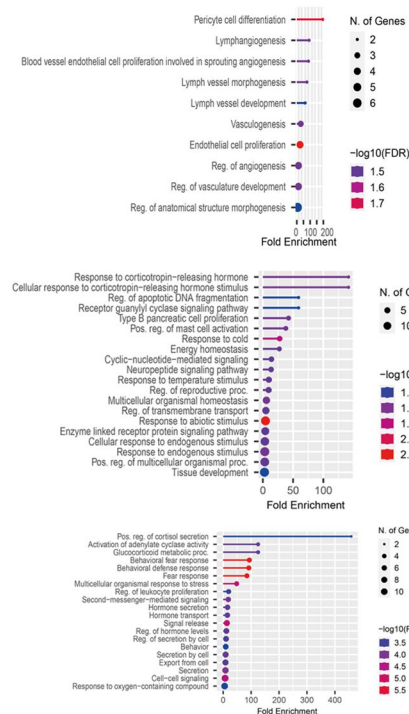 Pericyte cell differentiation
Lymphangiogenesis
Blood vessel endothelial cell proliferation involved in sprouting angiogenesis
Lymph vessel morphogenesis
Lymph vessel development
Vasculogenesis
Endothelial cell proliferation
Reg. of angiogenesis
Reg. of vasculature development
Reg. of anatomical structure morphogenesis
0 100 200
Fold Enrichment
N. of Genes
2
3
4
5
6
-log10(FDR)
1.5
1.6
1.7
Response to corticotropin-releasing hormone
Cellular response to corticotropin-releasing hormone stimulus
Reg. of apoptotic DNA fragmentation
Receptor guanylyl cyclase signaling pathway
Type B pancreatic cell proliferation
Pos. reg. of mast cell activation
Response to cold
Energy homeostasis
Cyclic-nucleotide-mediated signaling
Neuropeptide signaling pathway
Response to temperature stimulus
Reg. of reproductive proc.
Multicellular organismal homeostasis
Reg. of transmembrane transport
Response to abiotic stimulus
Enzyme linked receptor protein signaling pathway
Cellular response to endogenous stimulus
Response to endogenous stimulus
Pos. reg. of multicellular organismal proc.
Tissue development
0 50 100
Fold Enrichment
N. of G
5
10
-log10
1.
1.
1.
2.
2.
Pos. reg. of cortisol secretion
Activation of adenylate cyclase activity
Glucocorticoid metabolic proc.
Behavioral fear response
Behavioral defense response
Fear response
Multicellular organismal response to stress
Reg. of leukocyte proliferation
Second-messenger-mediated signaling
Hormone secretion
Hormone transport
Signal release
Reg. of hormone levels
Reg. of secretion by cell
Behavior
Secretion by cell
Export from cell
Secretion
Cell-cell signaling
Response to oxygen-containing compound
0 100 200 300 400
Fold Enrichment
N. of Ge
2
4
6
8
10
-log10(F
3.5
4.0
4.5
5.0
5.5